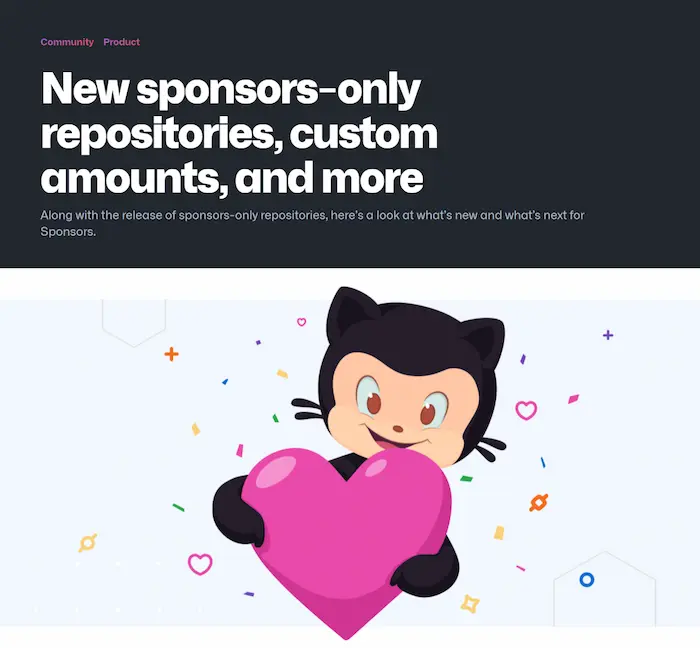 Community Product
New sponsors-only
repositories, custom
amounts, and more
Along with the release of sponsors-only repositories, here's a look at what's new and what's next for
Sponsors.